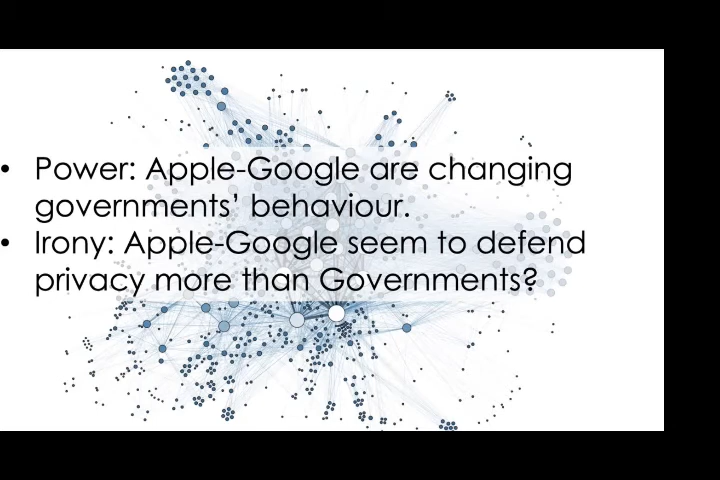 • Power: Apple-Google are changing
governments’ behaviour.
• Irony: Apple-Google seem to defend
privacy more than Governments?